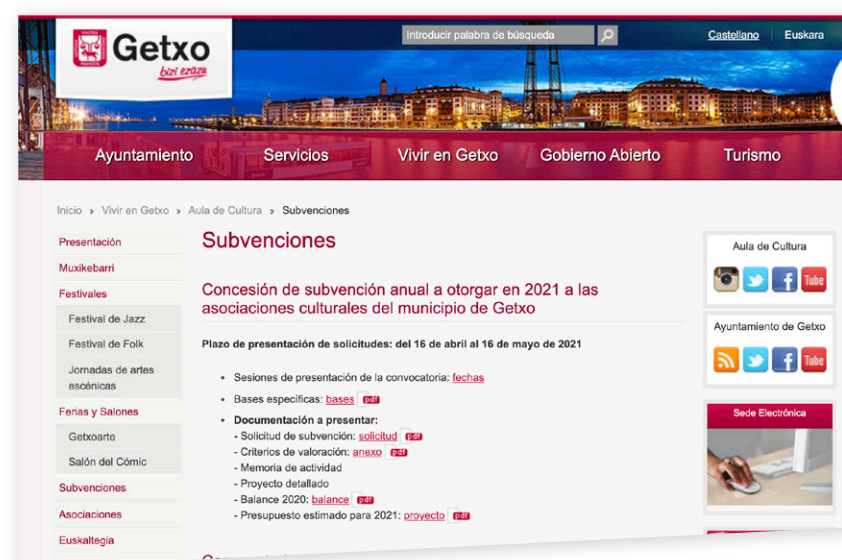 Getxo
bizi ezazu
Introducir palabra de búsqueda
Castellano
Euskara
Ayuntamiento
Servicios
Vivir en Getxo
Gobierno Abierto
Turismo
Inicio › Vivir en Getxo › Aula de Cultura › Subvenciones
Presentación
Muxikebarri
Festivales
Festival de Jazz
Festival de Folk
Jornadas de artes
escénicas
Ferias y Salones
Getxoarte
Salón del Cómic
Subvenciones
Asociaciones
Euskaltegia
Subvenciones
Concesión de subvención anual a otorgar en 2021 a las
asociaciones culturales del municipio de Getxo
Plazo de presentación de solicitudes: del 16 de abril al 16 de mayo de 2021
• Sesiones de presentación de la convocatoria: fechas
• Bases específicas: bases pdf
• Documentación a presentar:
- Solicitud de subvención: solicitud pdf
- Criterios de valoración: anexo pdf
- Memoria de actividad
- Proyecto detallado
- Balance 2020: balance pdf
- Presupuesto estimado para 2021: proyecto pdf
Aula de Cultura
Tube
Ayuntamiento de Getxo
Tube
Sede Electrónica